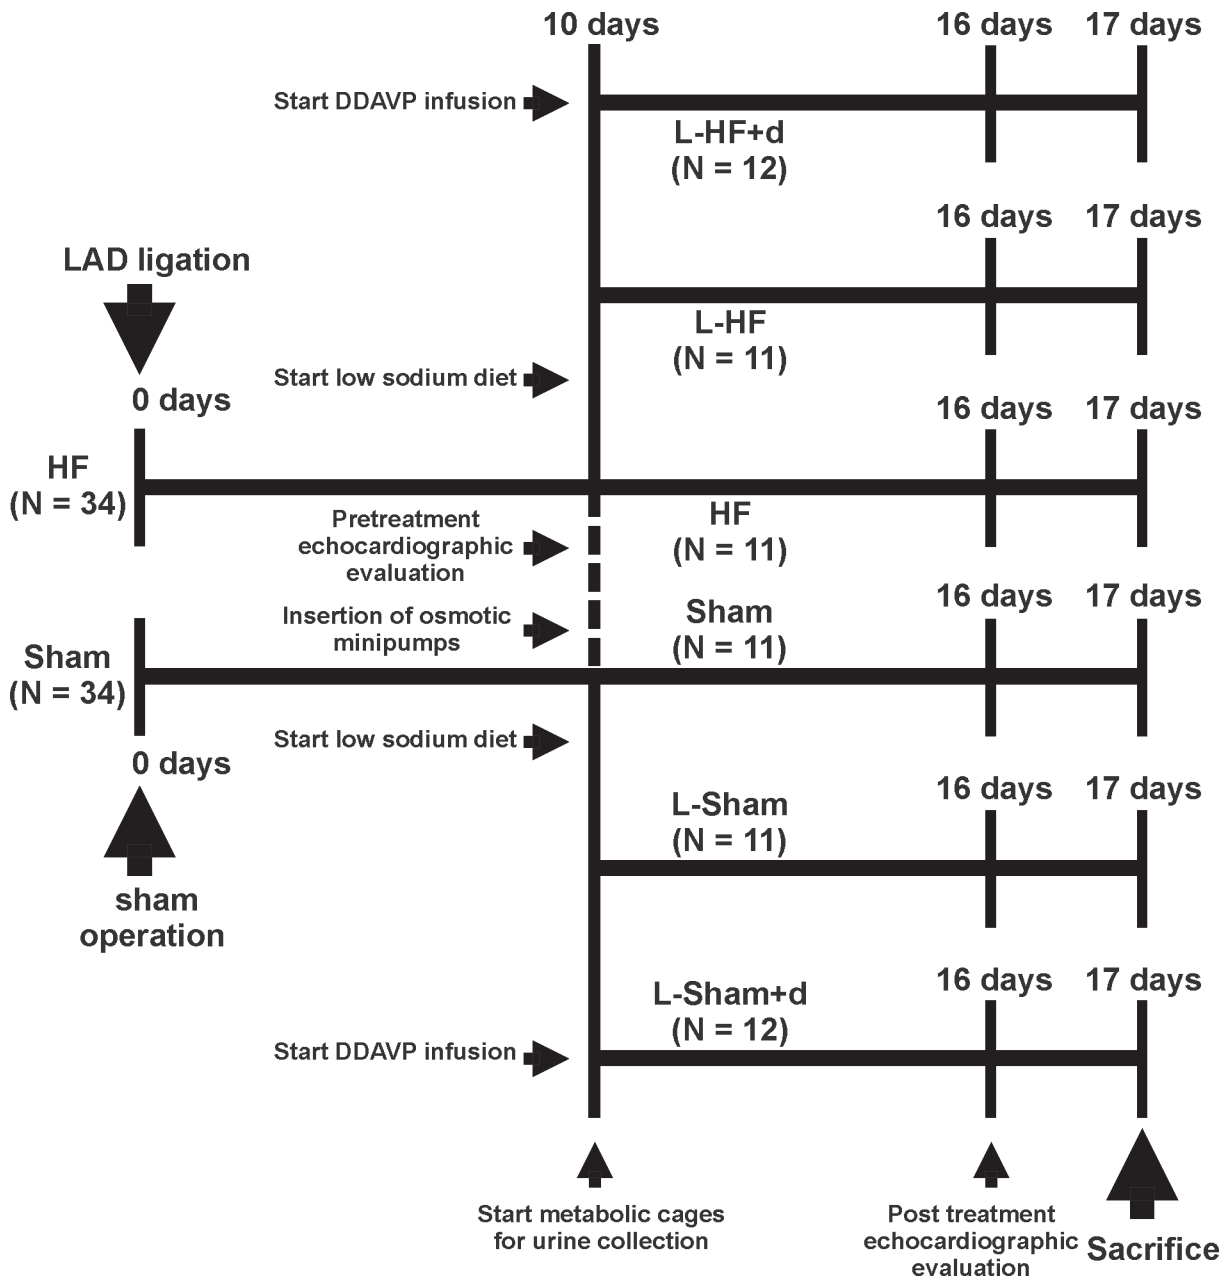 10 days
16 days 17 days
Start DDAVP infusion
L-HF+d
(N = 12)
16 days 17 days
LAD ligation
L-HF
(N = 11)
Start low sodium diet
0 days
16 days 17 days
HF
(N = 34)
HF
(N = 11)
Pretreatment
echocardiographic
evaluation
Insertion of osmotic
minipumps
Sham
(N = 11)
16 days 17 days
Sham
(N = 34)
Start low sodium diet
0 days
16 days 17 days
L-Sham
(N = 11)
sham
operation
16 days 17 days
L-Sham+d
(N = 12)
Start DDAVP infusion
Start metabolic cages
for urine collection
Post treatment
echocardiographic
evaluation
Sacrifice